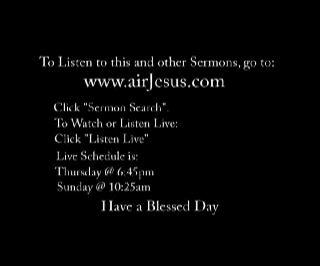 To Listen to this and other Sermons, go to:
www.airJesus.com
Click "Sermon Search".
To Watch or Listen Live:
Click "Listen Live"
Live Schedule is:
Thursday @ 6:45pm
Sunday @ 10:25am
Have a Blessed Day